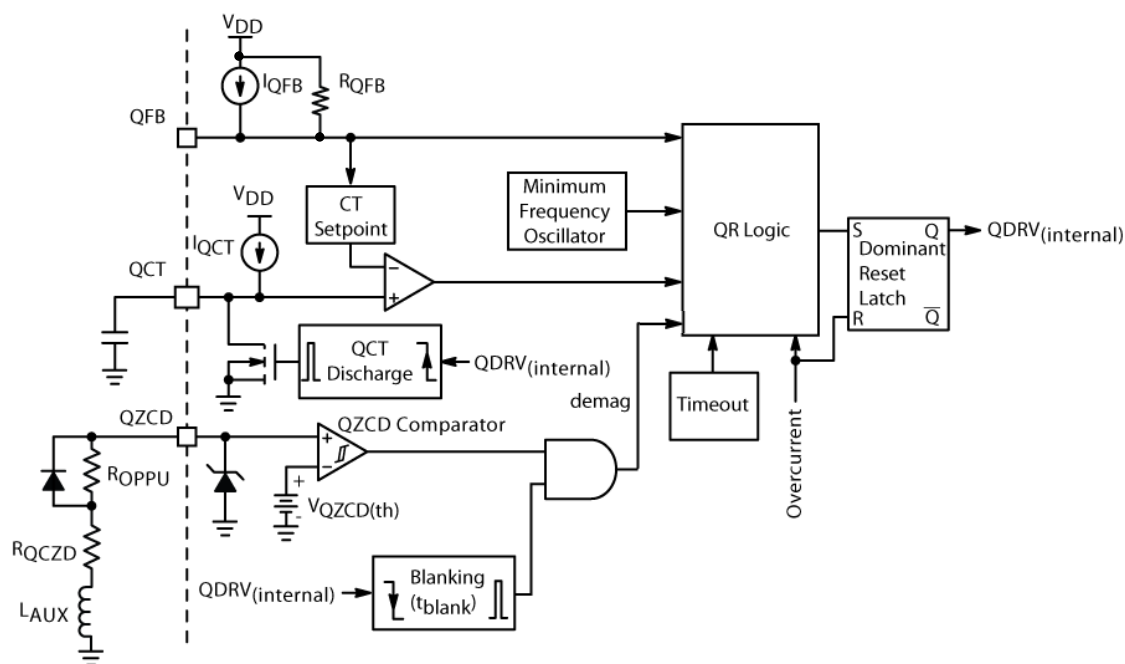 VDD
IQFB
RQFB
QFB
VDD
CT
Setpoint
Minimum
Frequency
Oscillator
QR Logic
IQCT
QCT
−
+
S Q
Dominant
Reset
Latch
R Q̅
QDRV(internal)
QCT
Discharge
QDRV(internal)
demag
Timeout
Overcurrent
QZCD
QZCD Comparator
+
−
ROPPU
+
VQZCD(th)
-
RQCZD
LAUX
QDRV(internal)
Blanking
(tblank)